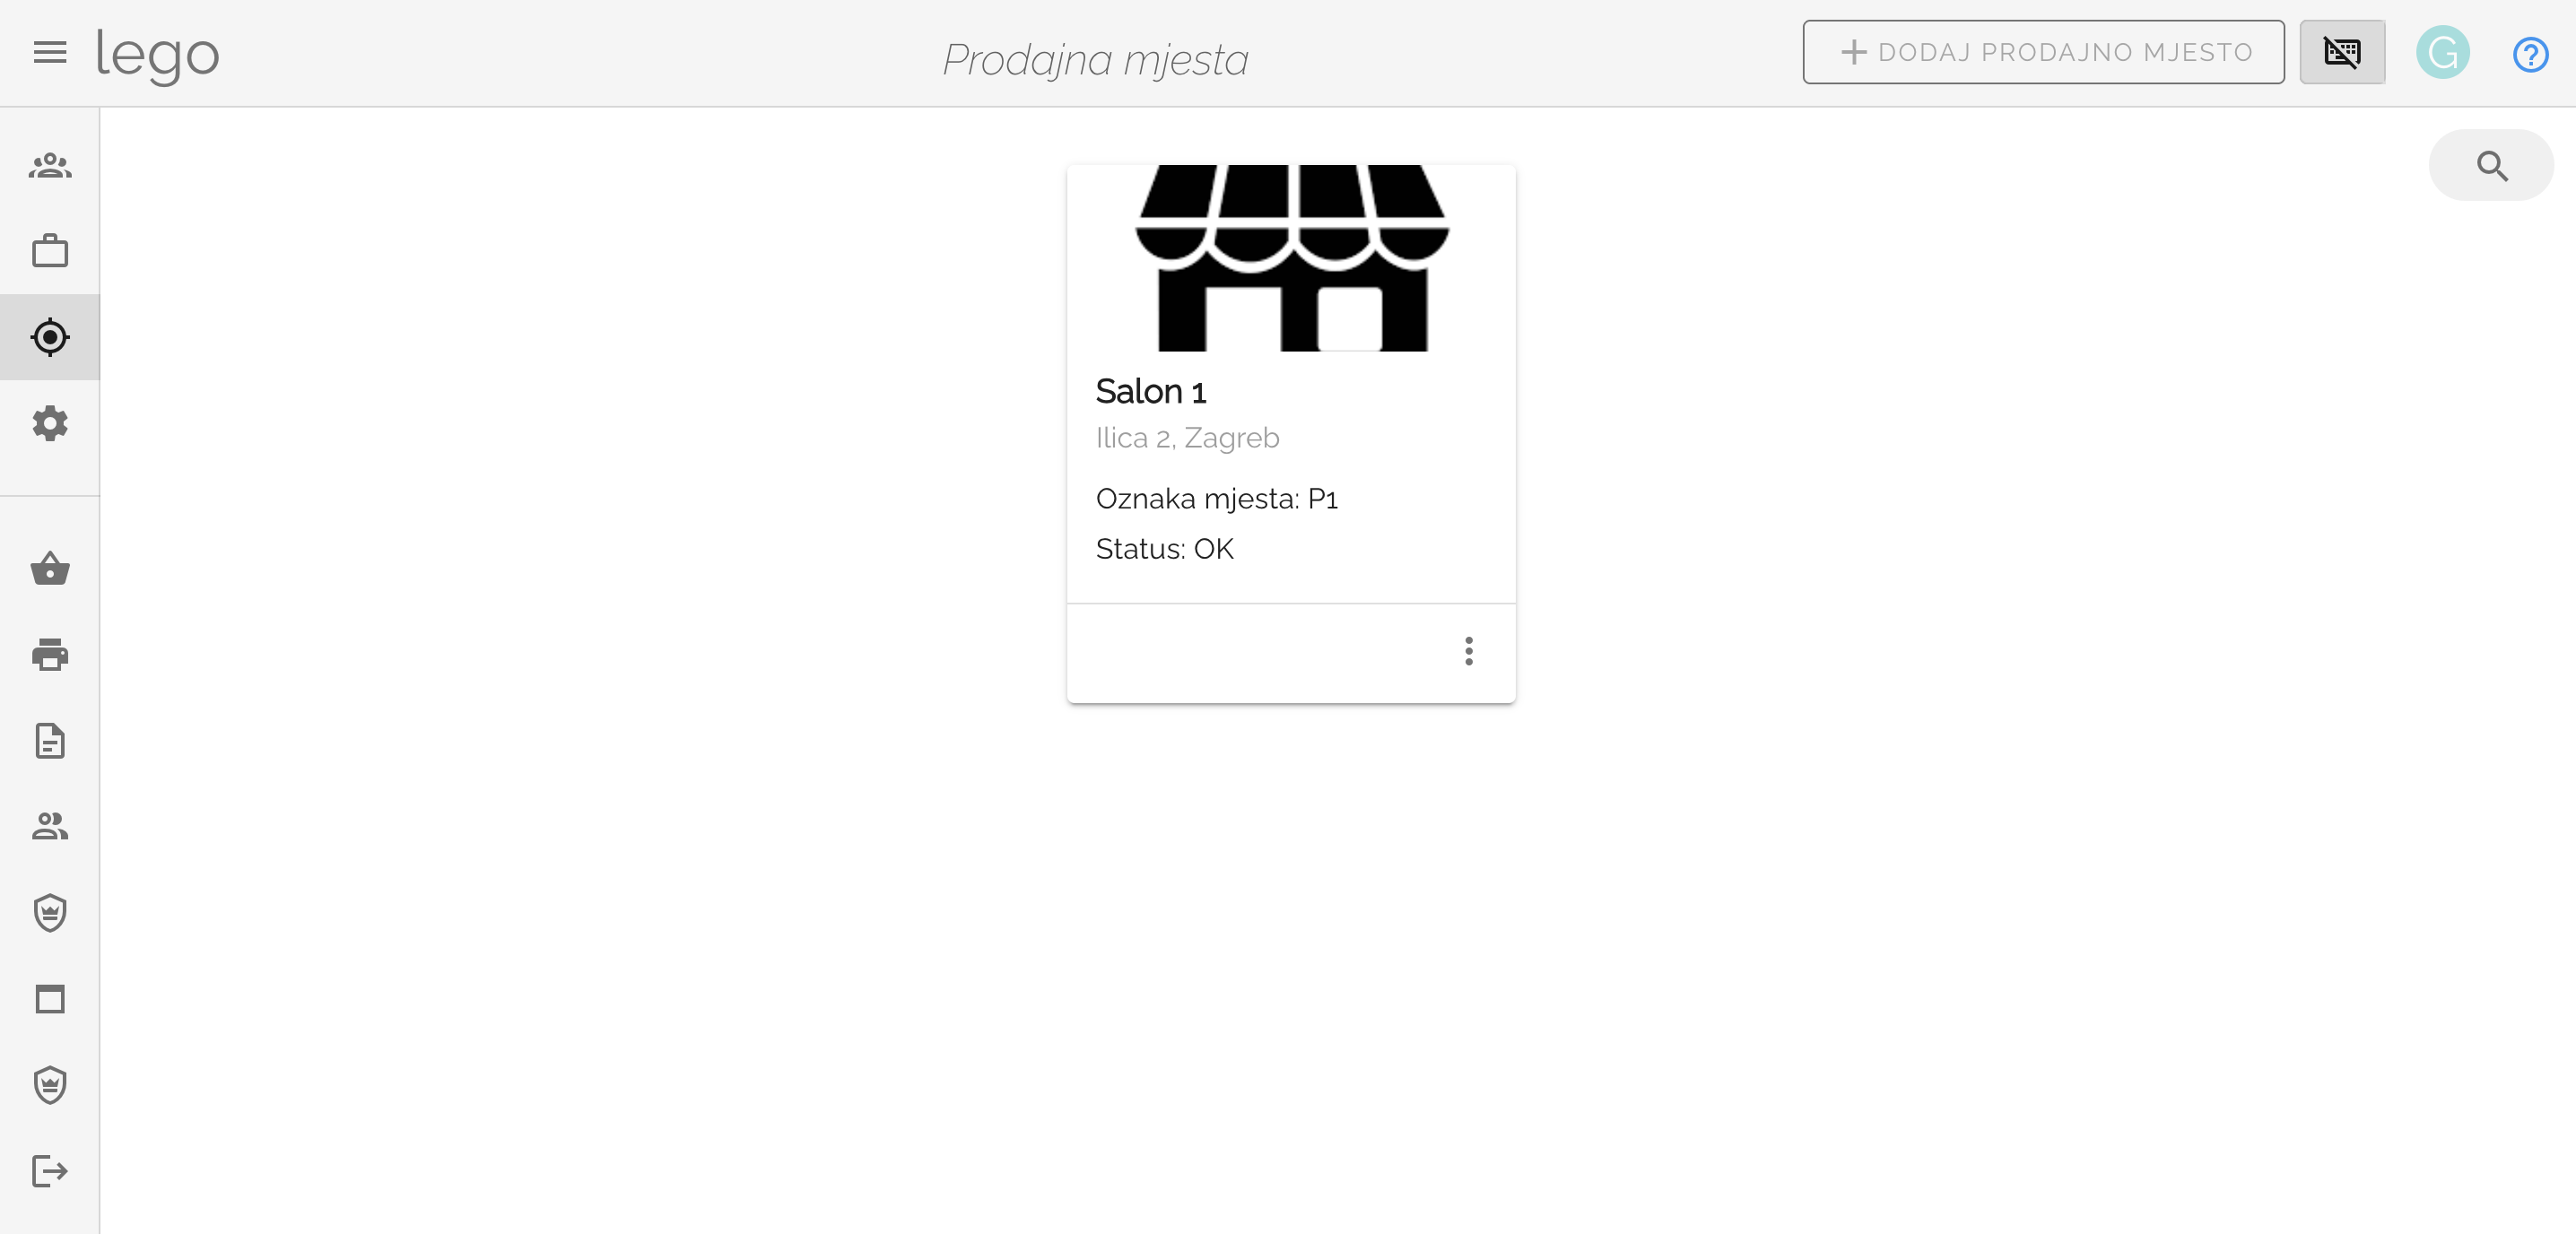 lego
Prodajna mjesta
DODAJ PRODAJNO MJESTO
G
Salon 1
Ilica 2, Zagreb
Oznaka mjesta: P1
Status: OK